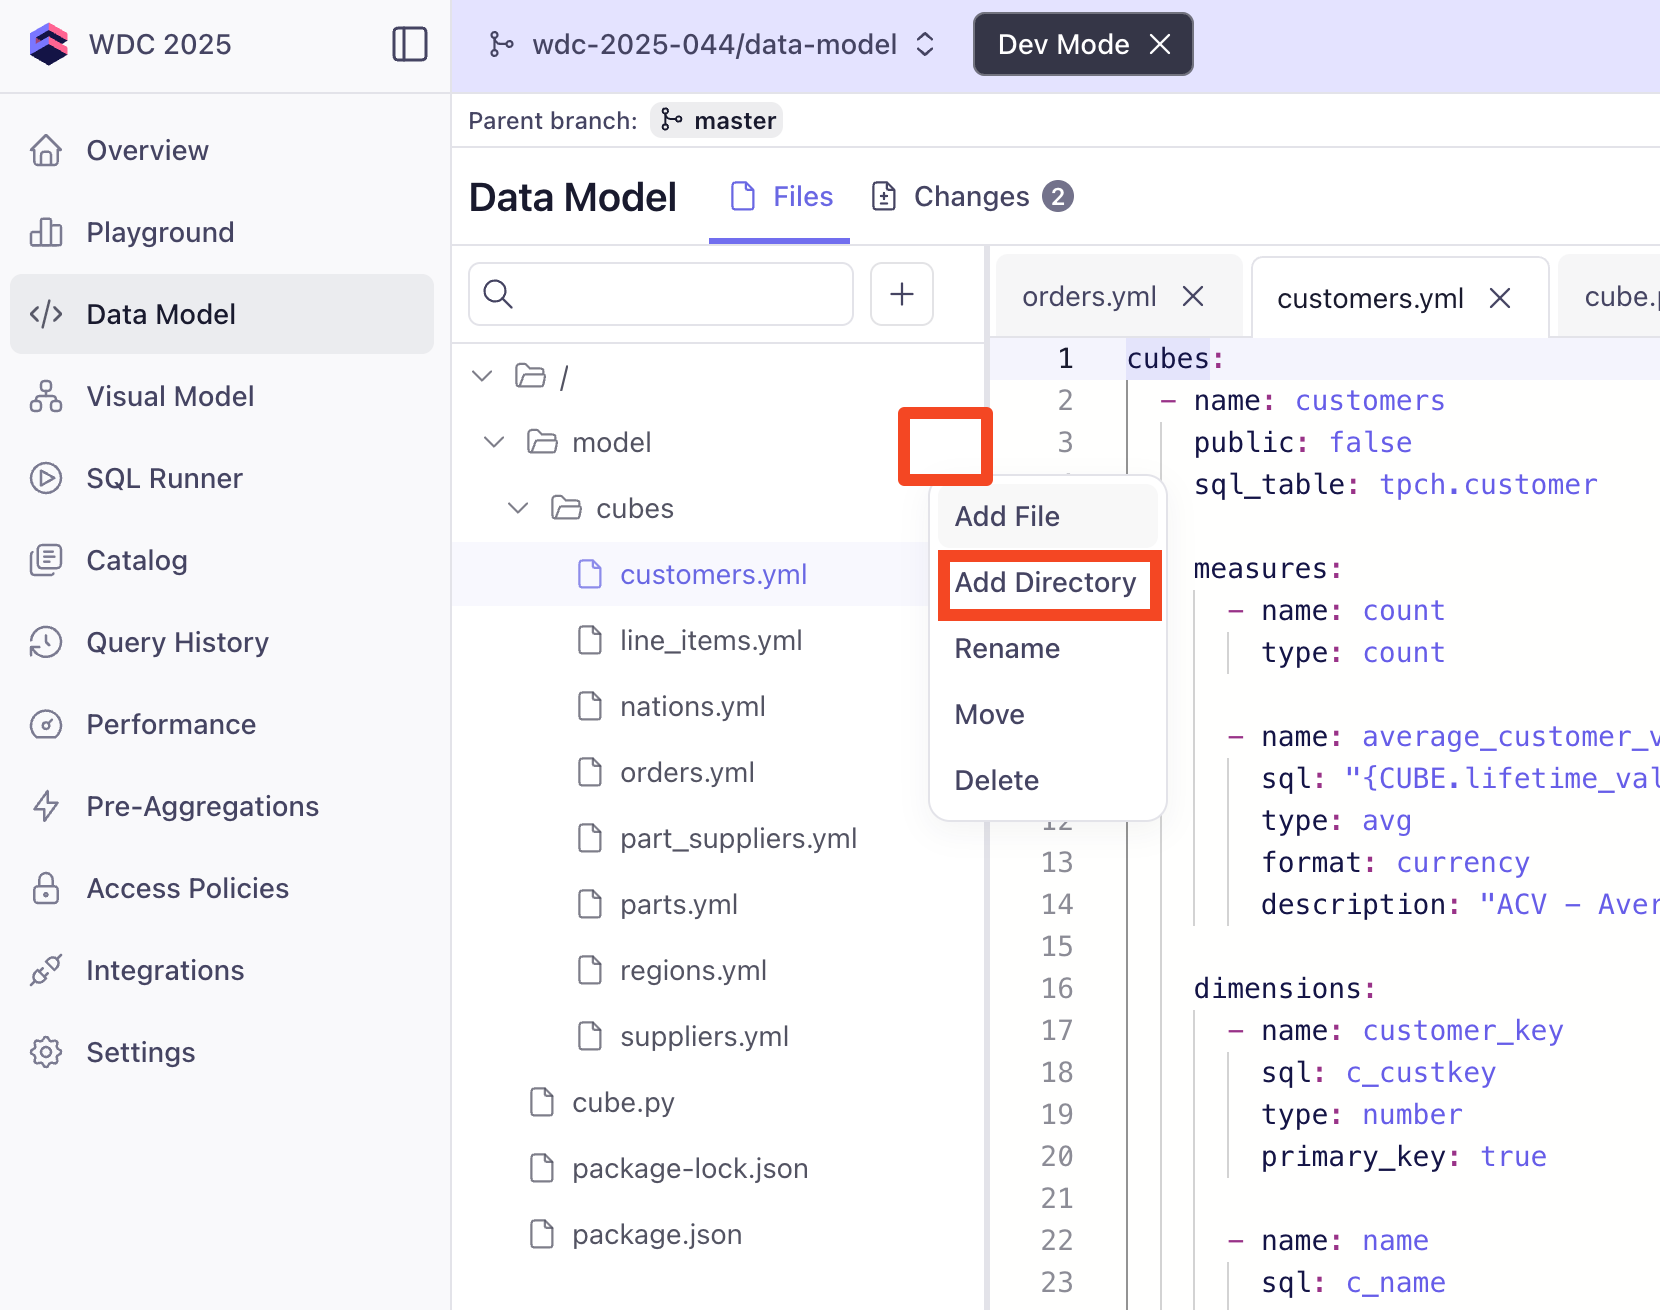 WDC 2025
wdc-2025-044/data-model
Dev Mode
Parent branch: master
Overview
Playground
Data Model
Visual Model
SQL Runner
Catalog
Query History
Performance
Pre-Aggregations
Access Policies
Integrations
Settings
Data Model
Files
Changes 2
/
model
cubes
customers.yml
line_items.yml
nations.yml
orders.yml
part_suppliers.yml
parts.yml
regions.yml
suppliers.yml
cube.py
package-lock.json
package.json
Add File
Add Directory
Rename
Move
Delete
orders.yml
customers.yml
cube.
1 cubes:
2 - name: customers
3 public: false
sql_table: tpch.customer
measures:
- name: count
type: count
- name: average_customer_v
sql: "{CUBE.lifetime_val
12 type: avg
13 format: currency
14 description: "ACV - Aver
15
16 dimensions:
17 - name: customer_key
18 sql: c_custkey
19 type: number
20 primary_key: true
21
22 - name: name
23 sql: c_name